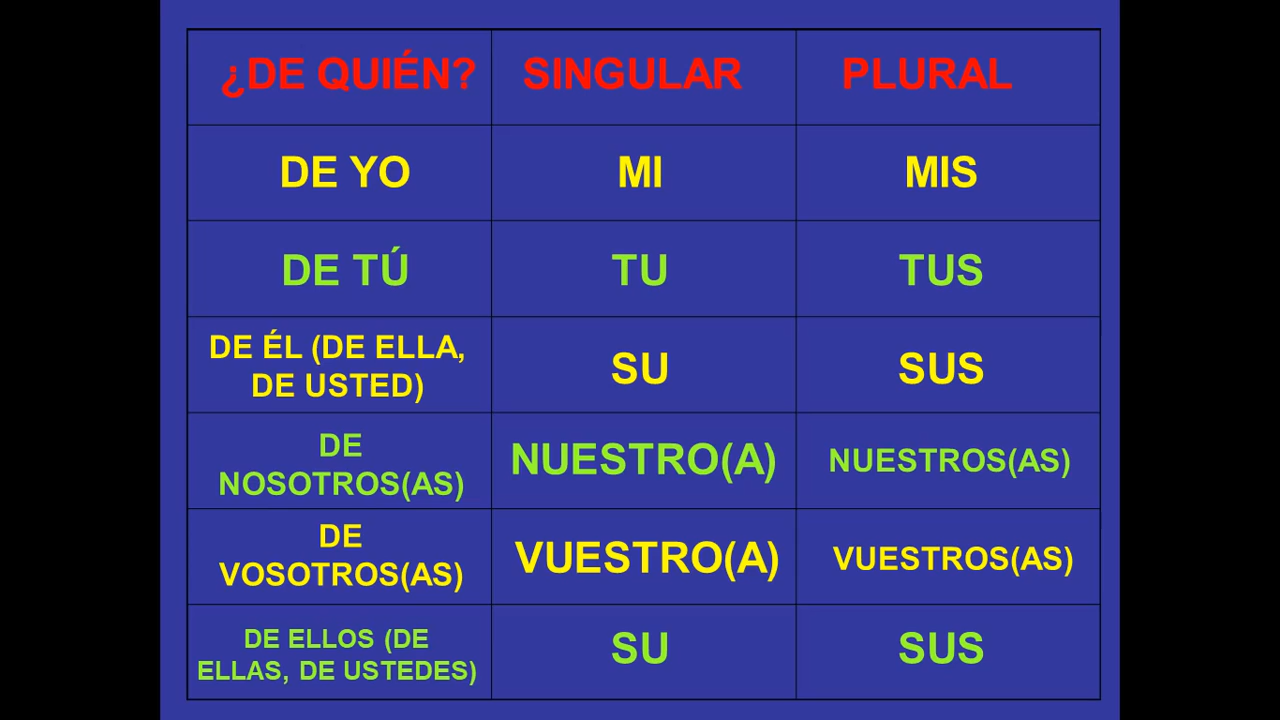 ¿DE QUIÉN? SINGULAR PLURAL
DE YO MI MIS
DE TÚ TU TUS
DE ÉL (DE ELLA,
DE USTED) SU SUS
DE
NOSOTROS(AS) NUESTRO(A) NUESTROS(AS)
DE
VOSOTROS(AS) VUESTRO(A) VUESTROS(AS)
DE ELLOS (DE
ELLAS, DE USTEDES) SU SUS